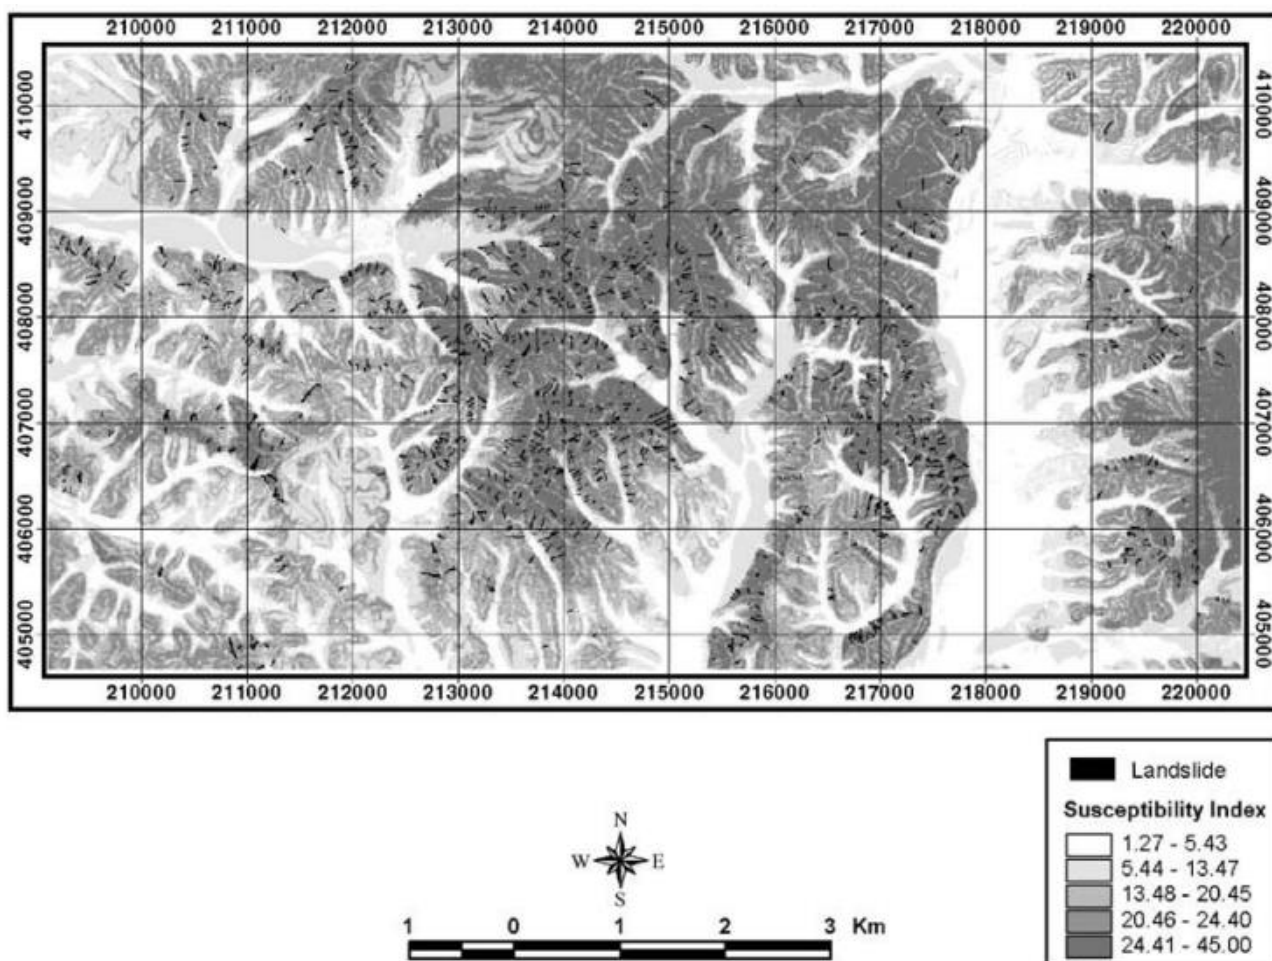 210000 211000 212000 213000 214000 215000 216000 217000 218000 219000 220000
410000 409000 408000 407000 406000 405000
410000 409000 408000 407000 406000 405000
210000 211000 212000 213000 214000 215000 216000 217000 218000 219000 220000
Landslide
Susceptibility Index
1.27 - 5.43
5.44 - 13.47
13.48 - 20.45
20.46 - 24.40
24.41 - 45.00
N
W E
S
1 0 1 2 3 Km